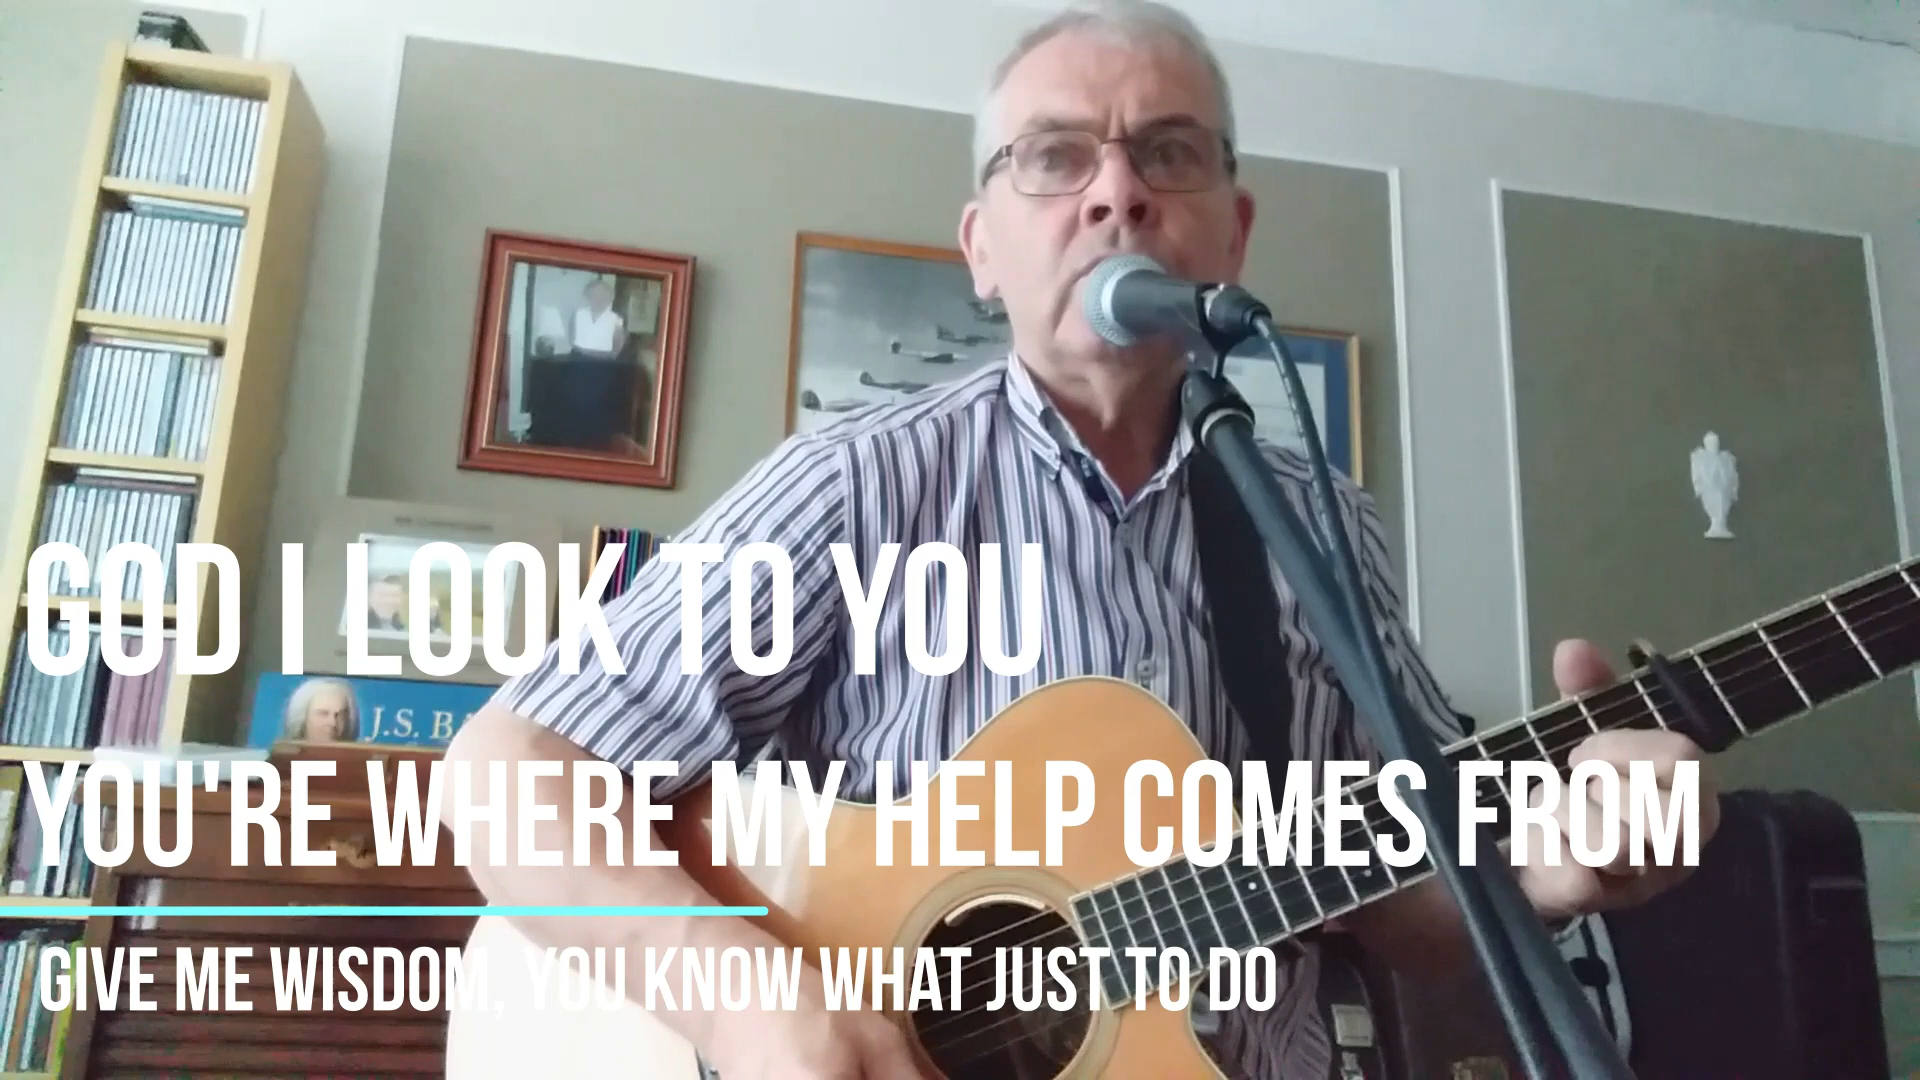 GOD I LOOK TO YOU
J.S. BA
YOU'RE WHERE MY HELP COMES FROM
GIVE ME WISDOM, YOU KNOW WHAT JUST TO DO